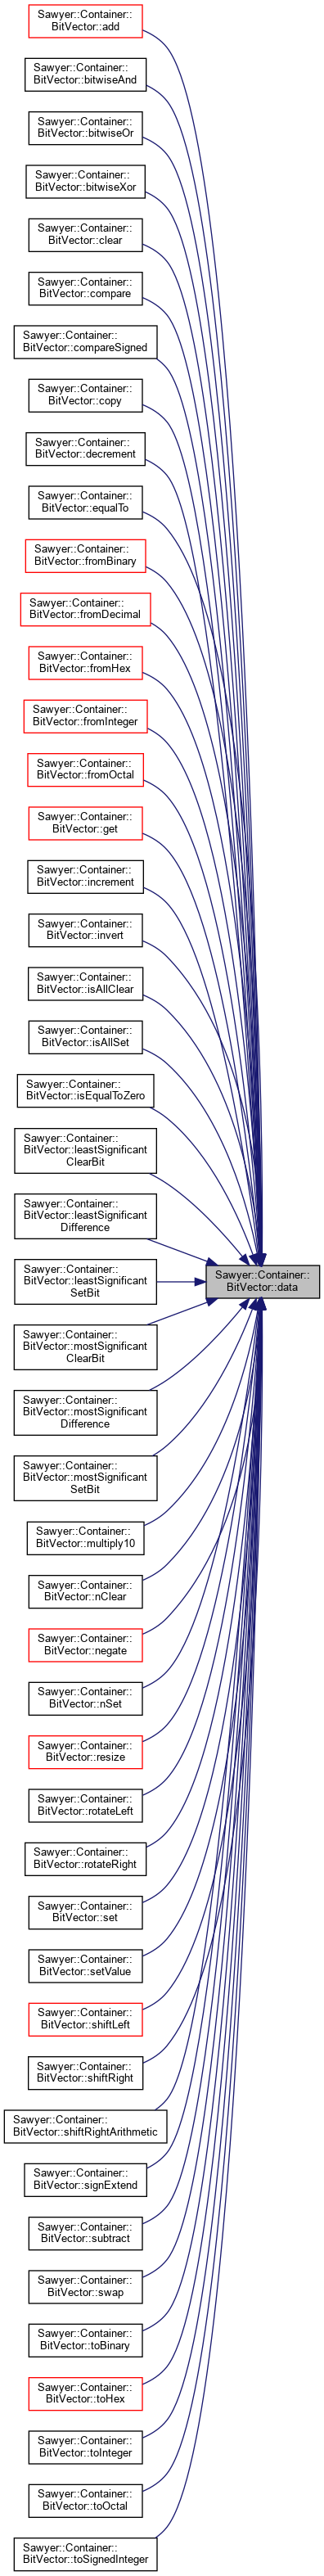 Sawyer::Container::
BitVector::add
Sawyer::Container::
BitVector::bitwiseAnd
Sawyer::Container::
BitVector::bitwiseOr
Sawyer::Container::
BitVector::bitwiseXor
Sawyer::Container::
BitVector::clear
Sawyer::Container::
BitVector::compare
Sawyer::Container::
BitVector::compareSigned
Sawyer::Container::
BitVector::copy
Sawyer::Container::
BitVector::decrement
Sawyer::Container::
BitVector::equalTo
Sawyer::Container::
BitVector::fromBinary
Sawyer::Container::
BitVector::fromDecimal
Sawyer::Container::
BitVector::fromHex
Sawyer::Container::
BitVector::fromInteger
Sawyer::Container::
BitVector::fromOctal
Sawyer::Container::
BitVector::get
Sawyer::Container::
BitVector::increment
Sawyer::Container::
BitVector::invert
Sawyer::Container::
BitVector::isAllClear
Sawyer::Container::
BitVector::isAllSet
Sawyer::Container::
BitVector::isEqualToZero
Sawyer::Container::
BitVector::leastSignificant
ClearBit
Sawyer::Container::
BitVector::leastSignificant
Difference
Sawyer::Container::
BitVector::leastSignificant
SetBit
Sawyer::Container::
BitVector::data
Sawyer::Container::
BitVector::mostSignificant
ClearBit
Sawyer::Container::
BitVector::mostSignificant
Difference
Sawyer::Container::
BitVector::mostSignificant
SetBit
Sawyer::Container::
BitVector::multiply10
Sawyer::Container::
BitVector::nClear
Sawyer::Container::
BitVector::negate
Sawyer::Container::
BitVector::nSet
Sawyer::Container::
BitVector::resize
Sawyer::Container::
BitVector::rotateLeft
Sawyer::Container::
BitVector::rotateRight
Sawyer::Container::
BitVector::set
Sawyer::Container::
BitVector::setValue
Sawyer::Container::
BitVector::shiftLeft
Sawyer::Container::
BitVector::shiftRight
Sawyer::Container::
BitVector::shiftRightArithmetic
Sawyer::Container::
BitVector::signExtend
Sawyer::Container::
BitVector::subtract
Sawyer::Container::
BitVector::swap
Sawyer::Container::
BitVector::toBinary
Sawyer::Container::
BitVector::toHex
Sawyer::Container::
BitVector::toInteger
Sawyer::Container::
BitVector::toOctal
Sawyer::Container::
BitVector::toSignedInteger